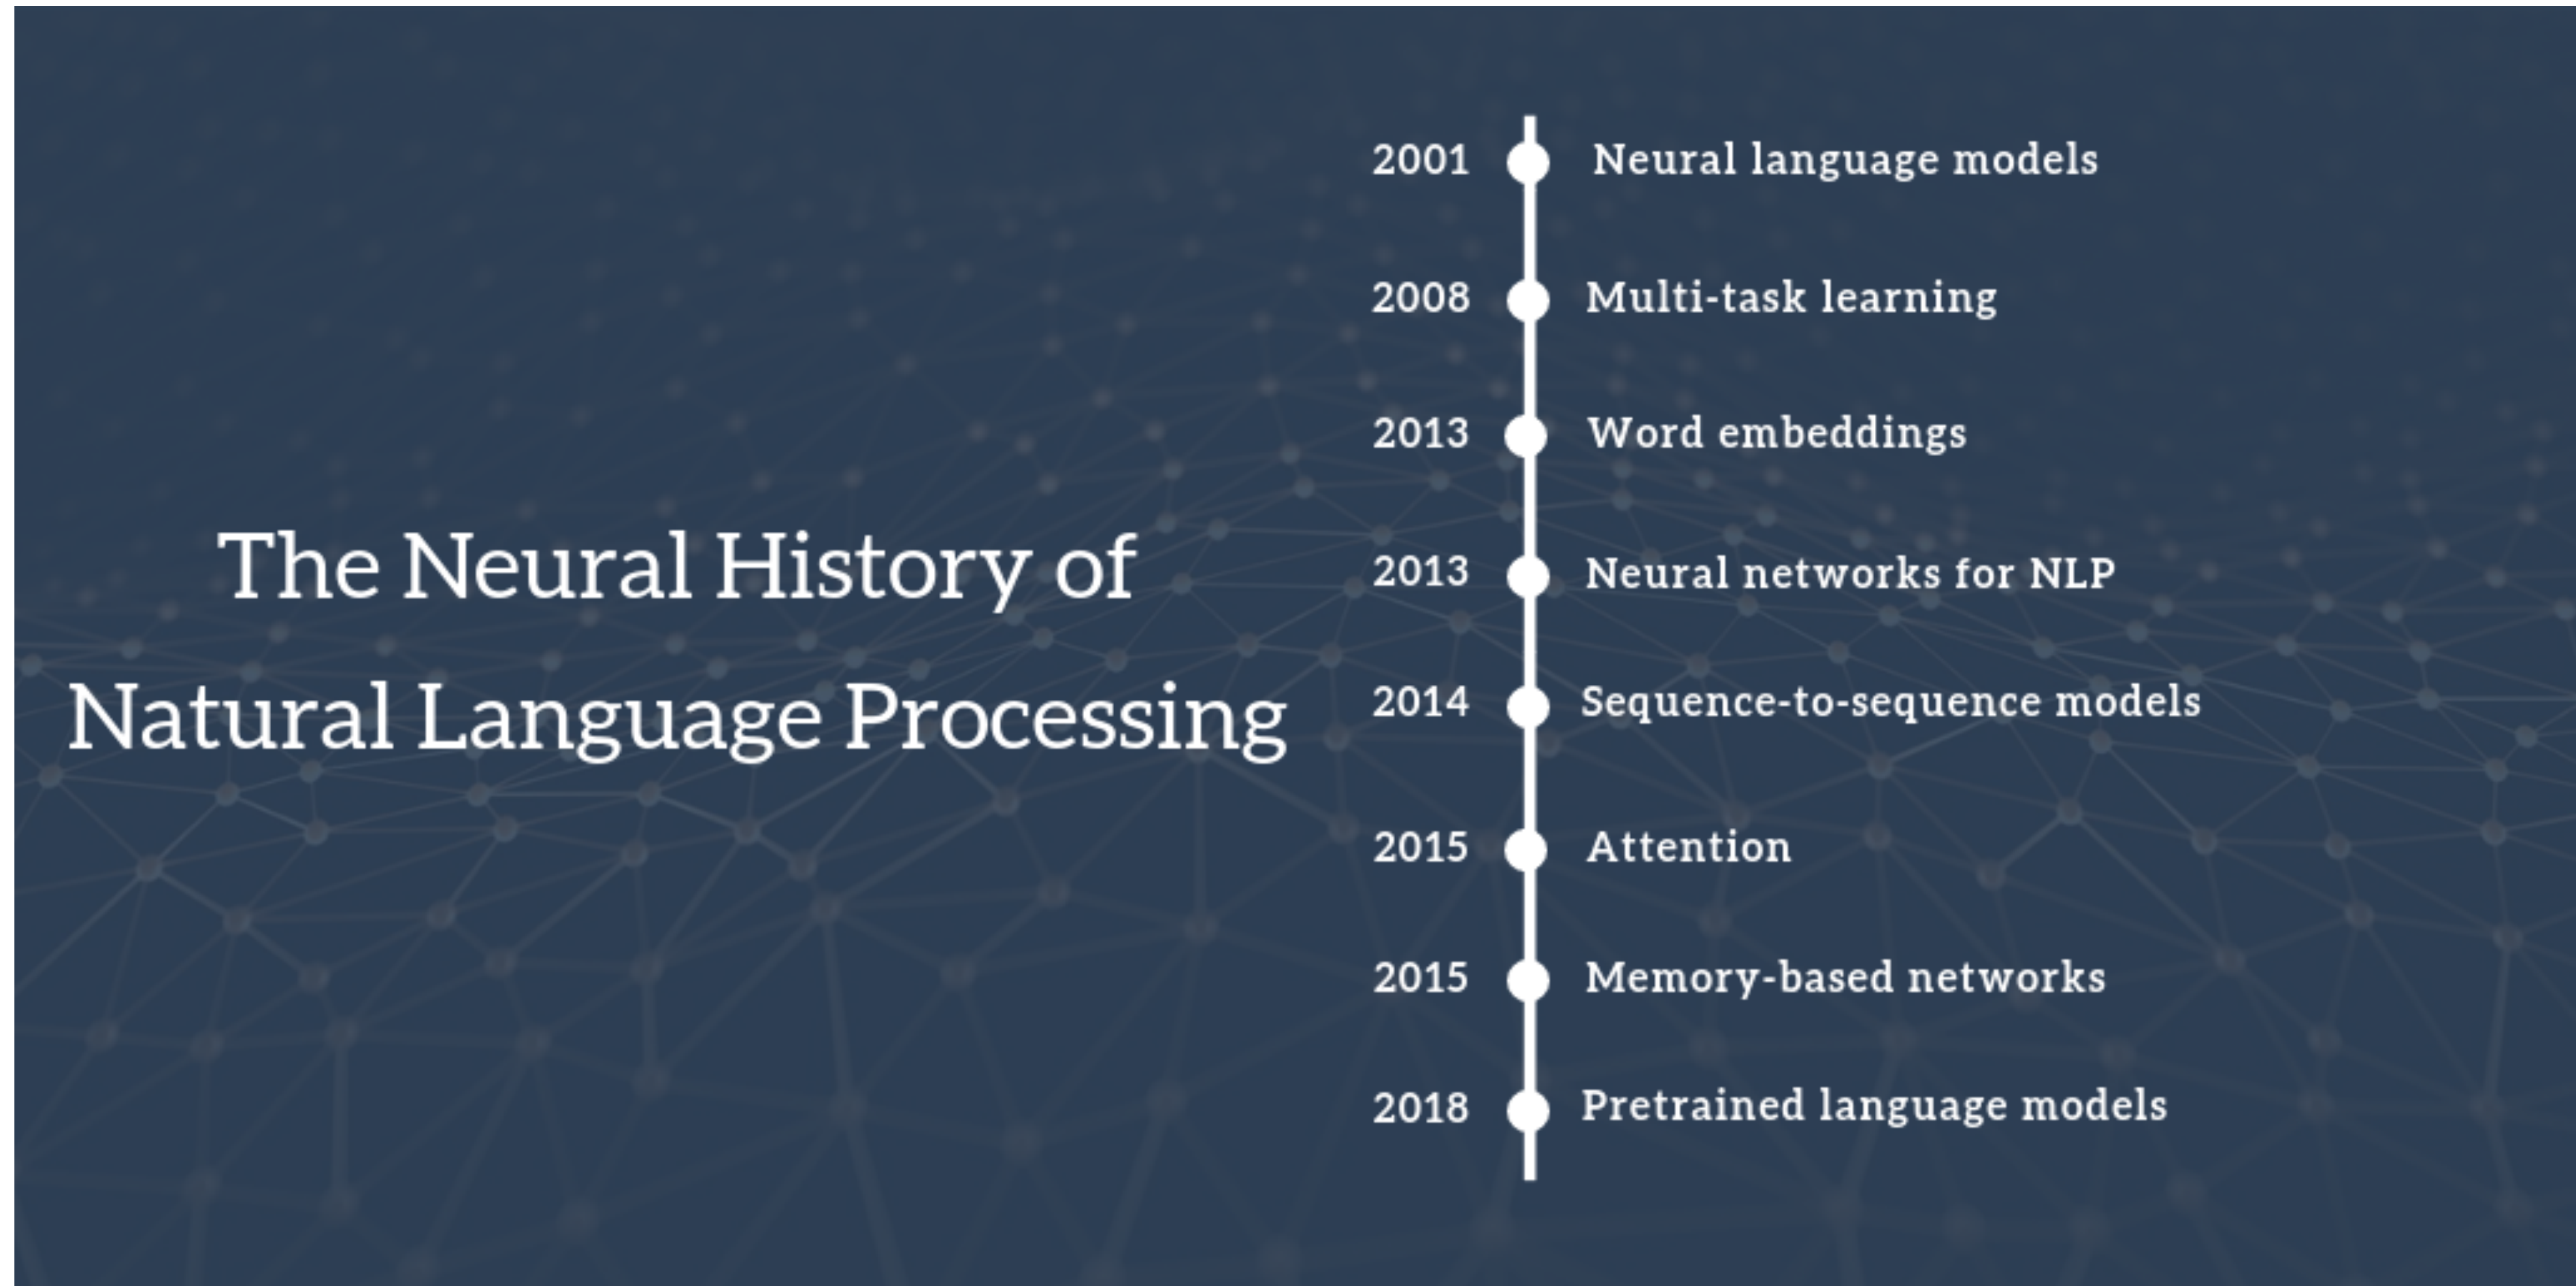 The Neural History of
Natural Language Processing
2001 Neural language models
2008 Multi-task learning
2013 Word embeddings
2013 Neural networks for NLP
2014 Sequence-to-sequence models
2015 Attention
2015 Memory-based networks
2018 Pretrained language models